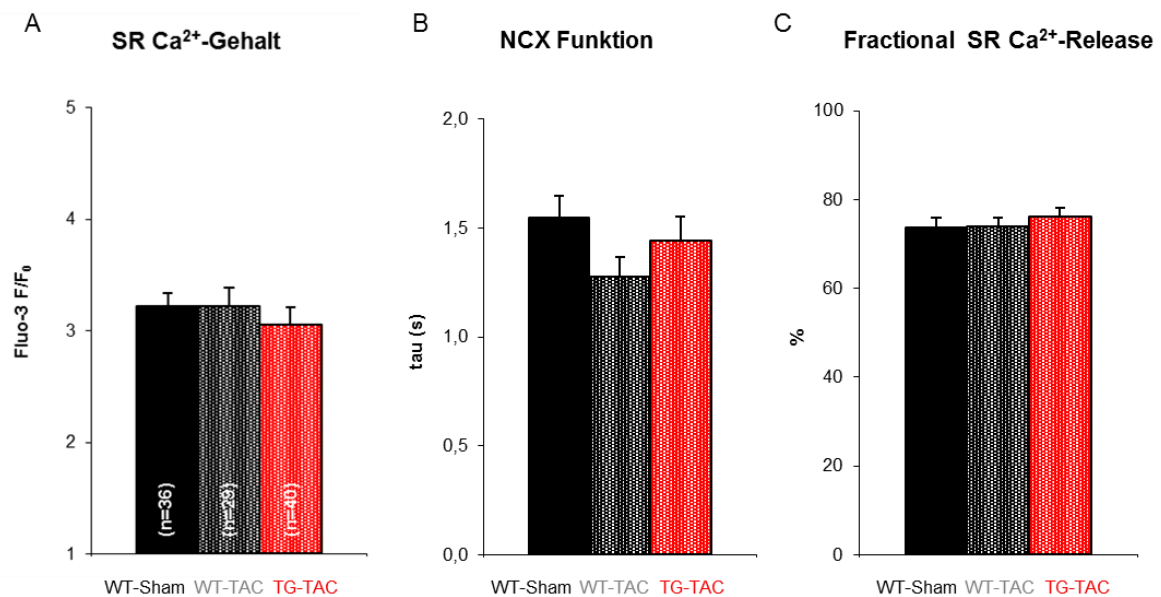 A
SR Ca²⁺-Gehalt
5
4
3
2
1
Fluo-3 F/F₀
(n=36)
(n=29)
(n=40)
WT-Sham WT-TAC TG-TAC
B
NCX Funktion
2,0
1,5
1,0
0,5
0,0
tau (s)
WT-Sham WT-TAC TG-TAC
C
Fractional SR Ca²⁺-Release
100
80
60
40
20
0
%
WT-Sham WT-TAC TG-TAC